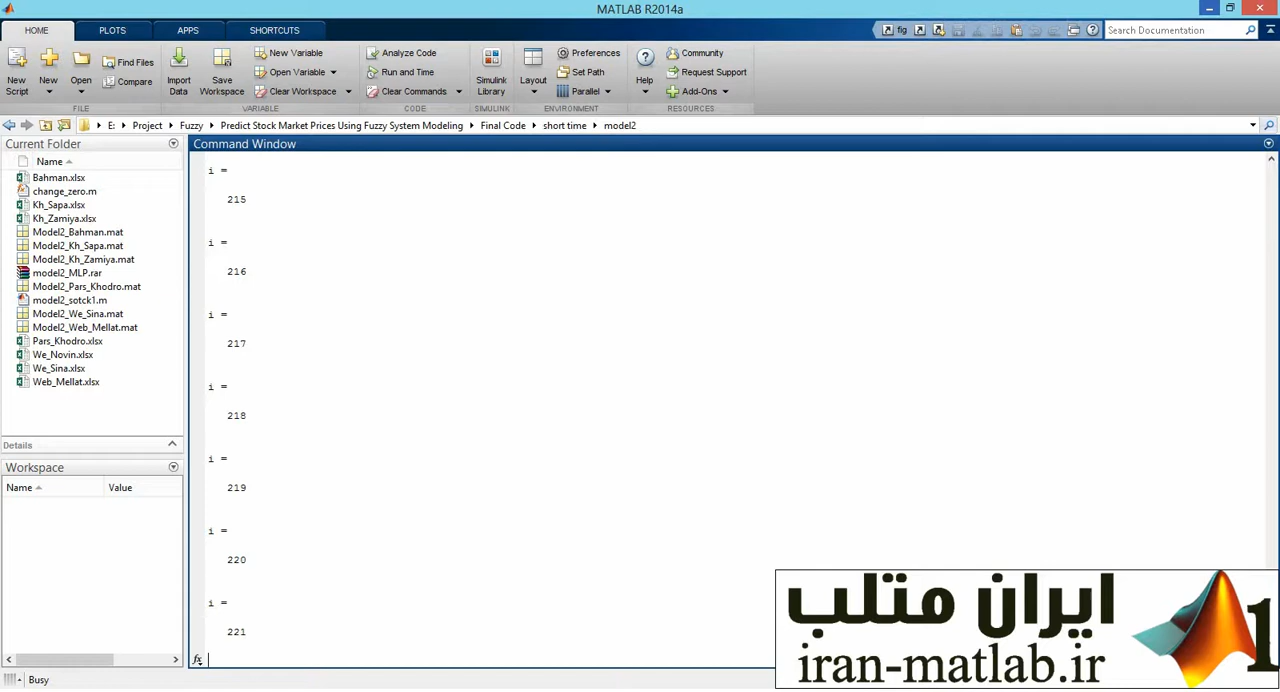 MATLAB R2014a
HOME PLOTS APPS SHORTCUTS fig Search Documentation
New Script New Open Find Files Compare Import Data Save Workspace New Variable Open Variable Clear Workspace Analyze Code Run and Time Clear Commands Simulink Library Layout Preferences Set Path Parallel Help Community Request Support Add-Ons
FILE VARIABLE CODE SIMULINK ENVIRONMENT RESOURCES
E: Project Fuzzy Predict Stock Market Prices Using Fuzzy System Modeling Final Code short time model2
Current Folder
Name
Bahman.xlsx
change_zero.m
Kh_Sapa.xlsx
Kh_Zamiya.xlsx
Model2_Bahman.mat
Model2_Kh_Sapa.mat
Model2_Kh_Zamiya.mat
model2_MLP.rar
Model2_Pars_Khodro.mat
model2_sotck1.m
Model2_We_Sina.mat
Model2_Web_Mellat.mat
Pars_Khodro.xlsx
We_Novin.xlsx
We_Sina.xlsx
Web_Mellat.xlsx
Details
Workspace
Name Value
Command Window
i =
215
i =
216
i =
217
i =
218
i =
219
i =
220
i =
221
fx
Busy
ایران متلب
iran-matlab.ir
1